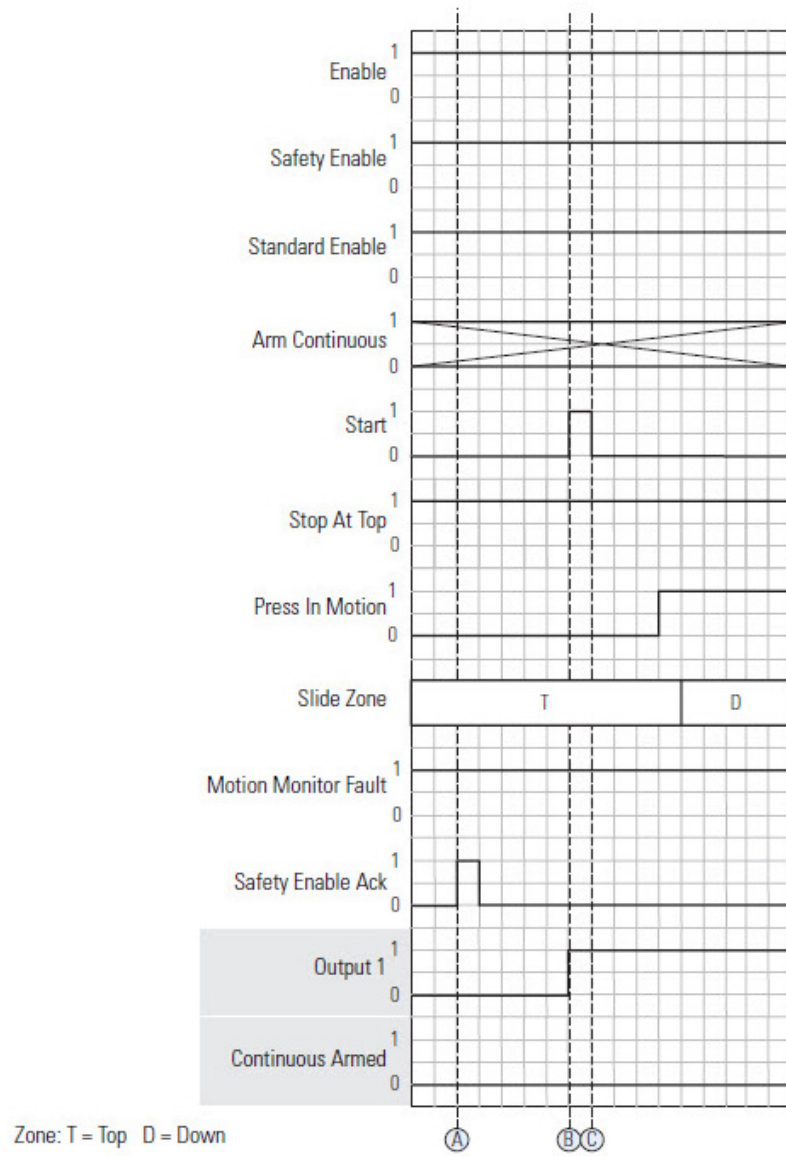 1
Enable
0
1
Safety Enable
0
1
Standard Enable
0
1
Arm Continuous
0
1
Start
0
1
Stop At Top
0
1
Press In Motion
0
Slide Zone T D
1
Motion Monitor Fault
0
1
Safety Enable Ack
0
1
Output 1
0
1
Continuous Armed
0
Zone: T = Top D = Down
A B C